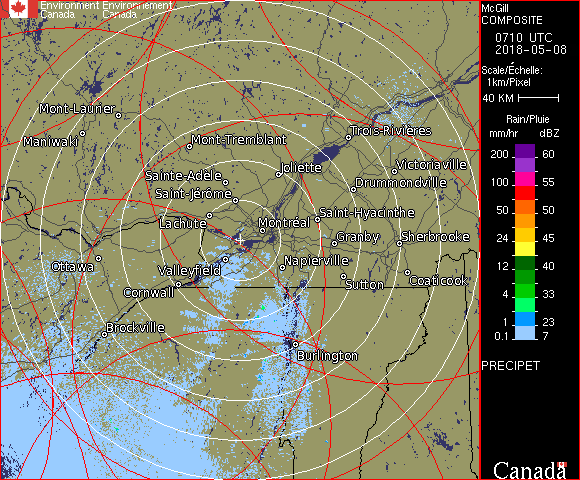 Environment Environnement
Canada Canada
McGill
COMPOSITE
0710 UTC
2018-05-08
Scale/Échelle:
1km/Pixel
40 KM
Rain/Pluie
mm/hr dBZ
200 60
100 55
50 50
24 45
12 40
4 33
1 23
0.1 7
PRECIPET
Canada
Mont-Laurier
Maniwaki
Mont-Tremblant
Trois-Rivières
Joliette
Victoriaville
Sainte-Adèle
Drummondville
Saint-Jérôme
Lachute
Saint-Hyacinthe
Montréal
Granby
Sherbrooke
Ottawa
Valleyfield
Napierville
Cornwall
Sutton
Coaticook
Brockville
Burlington